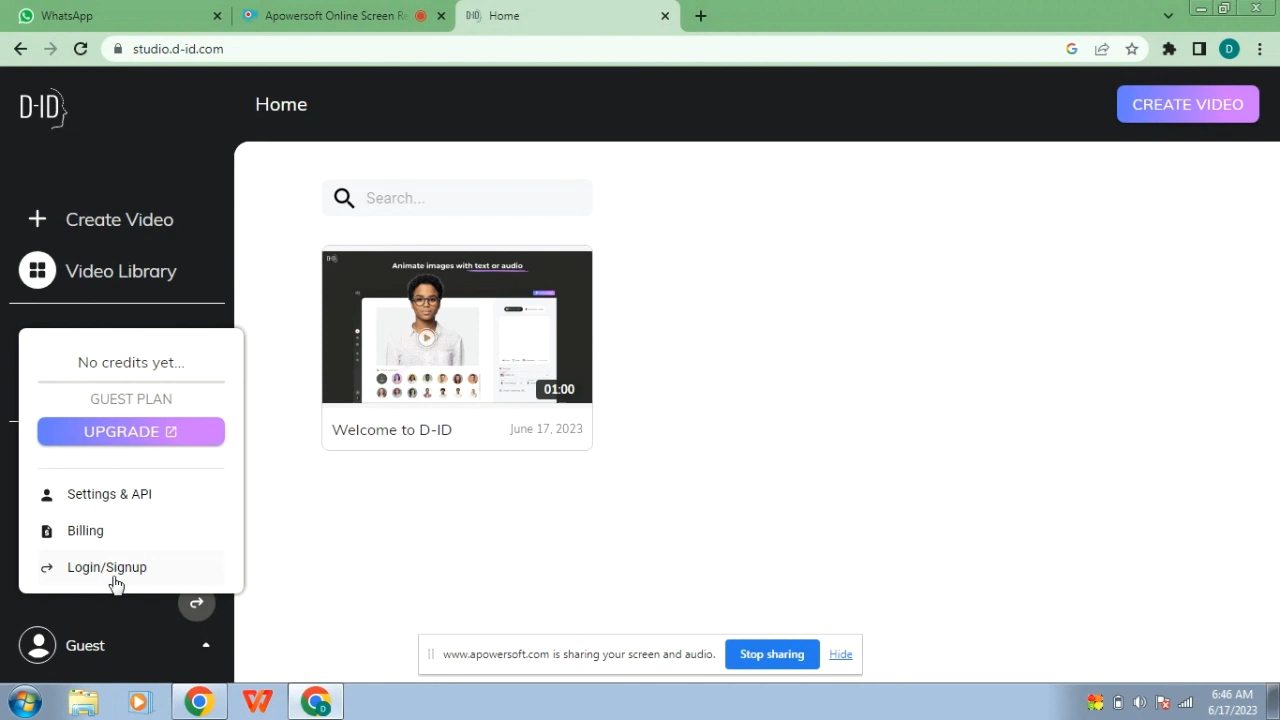 WhatsApp
Apowersoft Online Screen Re
D-ID Home
studio.d-id.com
G
D
D-ID
Home
CREATE VIDEO
Create Video
Video Library
Search...
Animate images with text or audio
01:00
Welcome to D-ID
June 17, 2023
No credits yet...
GUEST PLAN
UPGRADE
Settings & API
Billing
Login/Signup
Guest
www.apowersoft.com is sharing your screen and audio.
Stop sharing
Hide
6:46 AM
6/17/2023